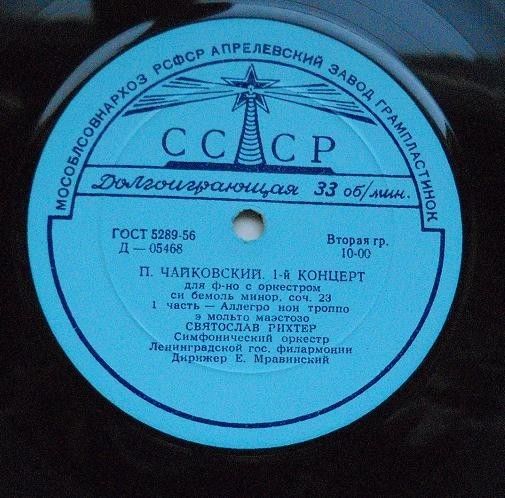 МОСОБЛСОВНАРХОЗ РСФСР АПРЕЛЕВСКИЙ ЗАВОД ГРАМПЛАСТИНОК
СССР
Долгоиграющая 33 об/мин.
ГОСТ 5289-56
Д — 05468
Вторая гр.
10-00
П. ЧАЙКОВСКИЙ. 1-й КОНЦЕРТ
для ф-но с оркестром
си бемоль минор, соч. 23
1 часть — Аллегро нон троппо
э мольто маэстозо
СВЯТОСЛАВ РИХТЕР
Симфонический оркестр
Ленинградской гос. филармонии
Дирижер Е. Мравинский